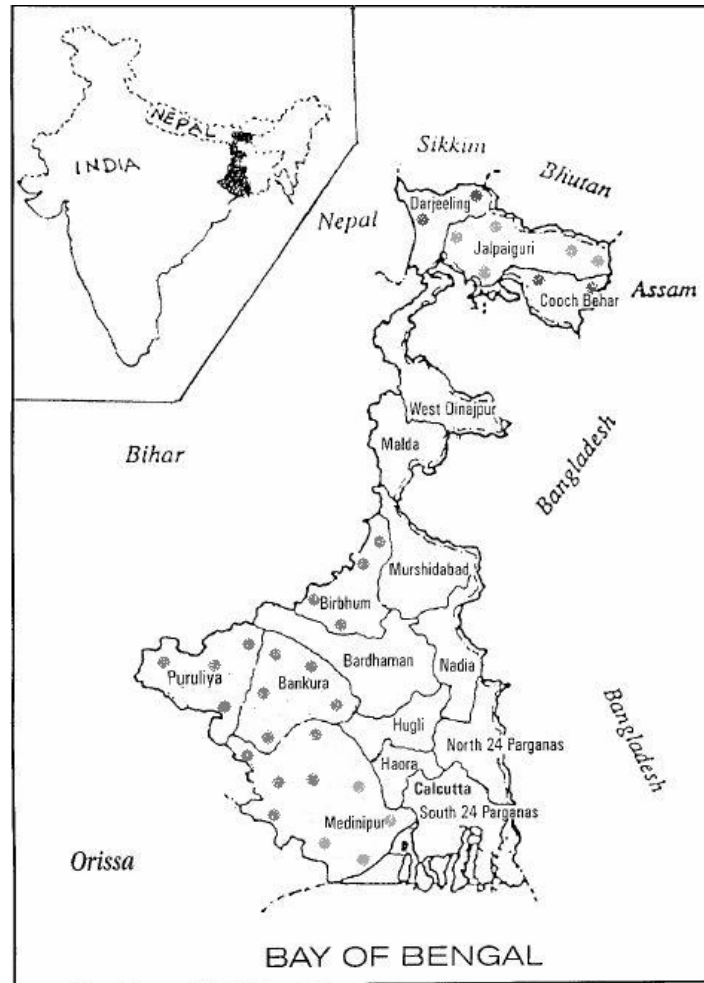 NEPAL
INDIA
Sikkim
Bhutan
Nepal
Darjeeling
Jalpaiguri
Cooch Behar
Assam
West Dinajpur
Malda
Bihar
Bangladesh
Murshidabad
Birbhum
Bardhaman
Nadia
Puruliya
Bankura
Hugli
North 24 Parganas
Bangladesh
Haora
Calcutta
South 24 Parganas
Medinipur
Orissa
BAY OF BENGAL